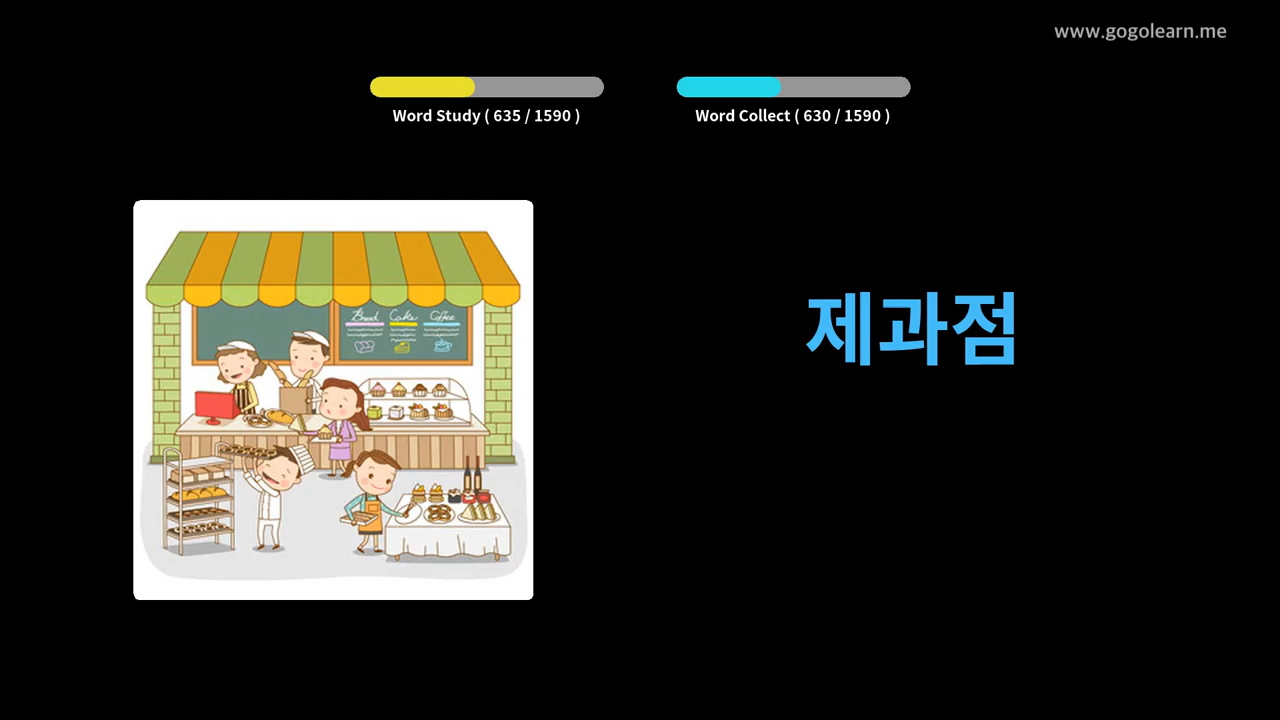 www.gogolearn.me
Word Study ( 635 / 1590 )
Word Collect ( 630 / 1590 )
Bread Cake Coffee
제과점